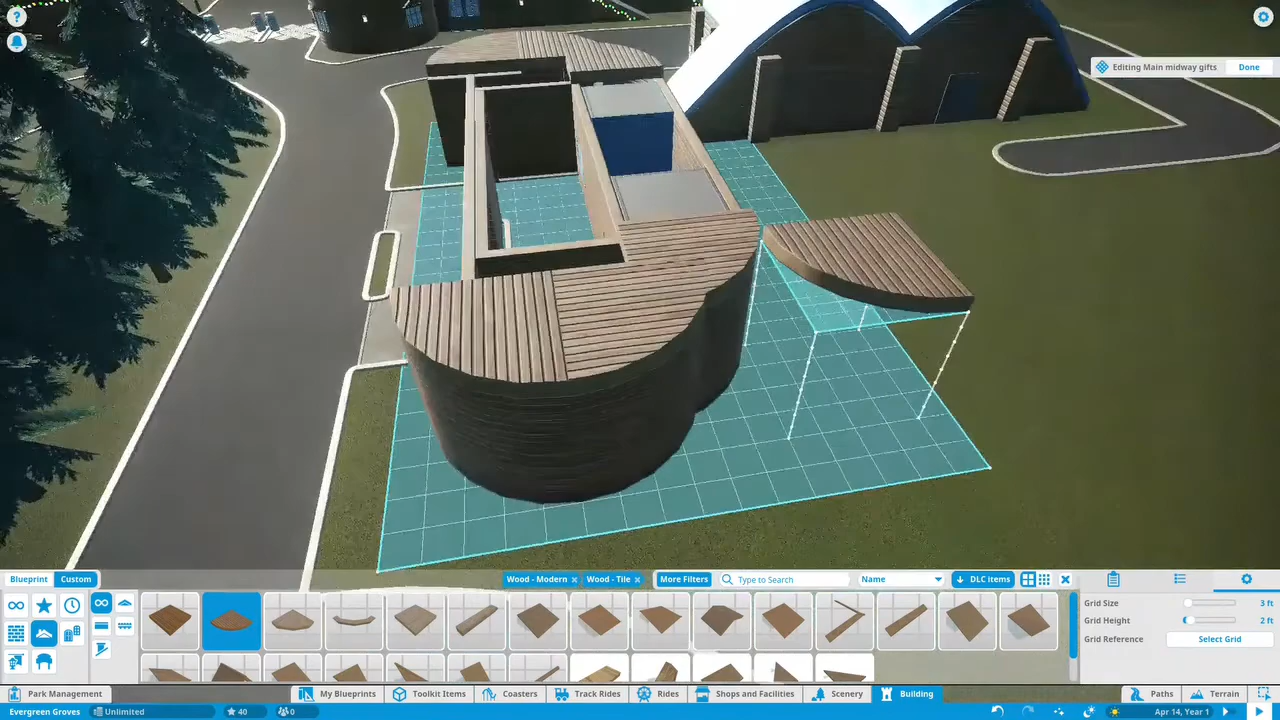 ?
Editing Main midway gifts Done
Blueprint Custom
Wood - Modern × Wood - Tile × More Filters Type to Search Name DLC items
Grid Size 3 ft
Grid Height 2 ft
Grid Reference Select Grid
Park Management My Blueprints Toolkit Items Coasters Track Rides Rides Shops and Facilities Scenery Building Paths Terrain
Evergreen Groves Unlimited 40 0 Apr 14, Year 1